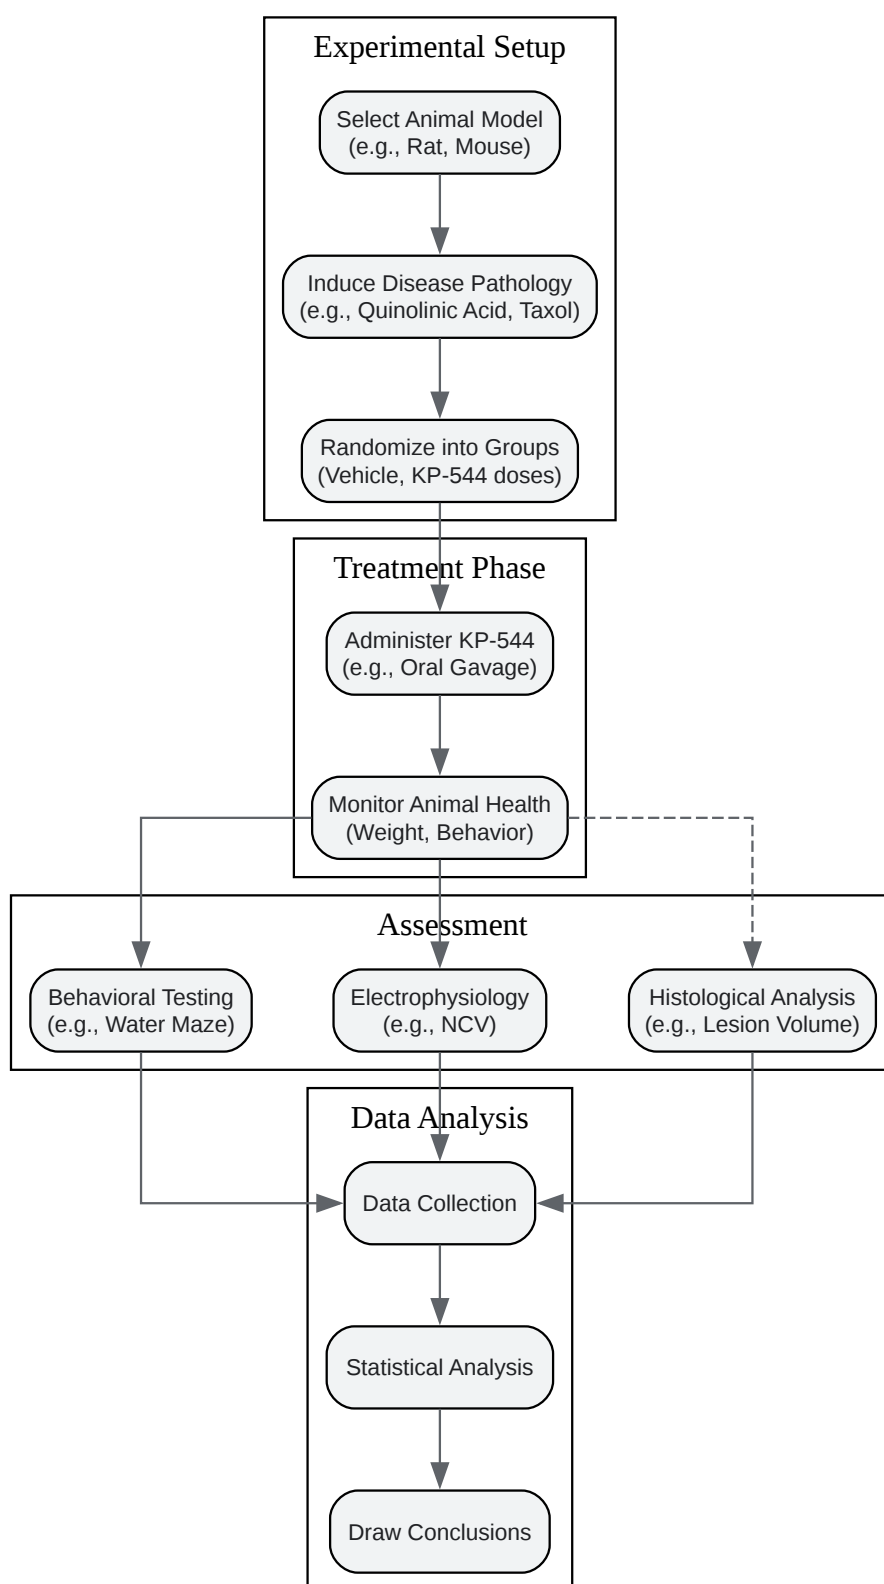 Experimental Setup
Select Animal Model
(e.g., Rat, Mouse)
Induce Disease Pathology
(e.g., Quinolinic Acid, Taxol)
Randomize into Groups
(Vehicle, KP-544 doses)
Treatment Phase
Administer KP-544
(e.g., Oral Gavage)
Monitor Animal Health
(Weight, Behavior)
Assessment
Behavioral Testing
(e.g., Water Maze)
Electrophysiology
(e.g., NCV)
Histological Analysis
(e.g., Lesion Volume)
Data Analysis
Data Collection
Statistical Analysis
Draw Conclusions